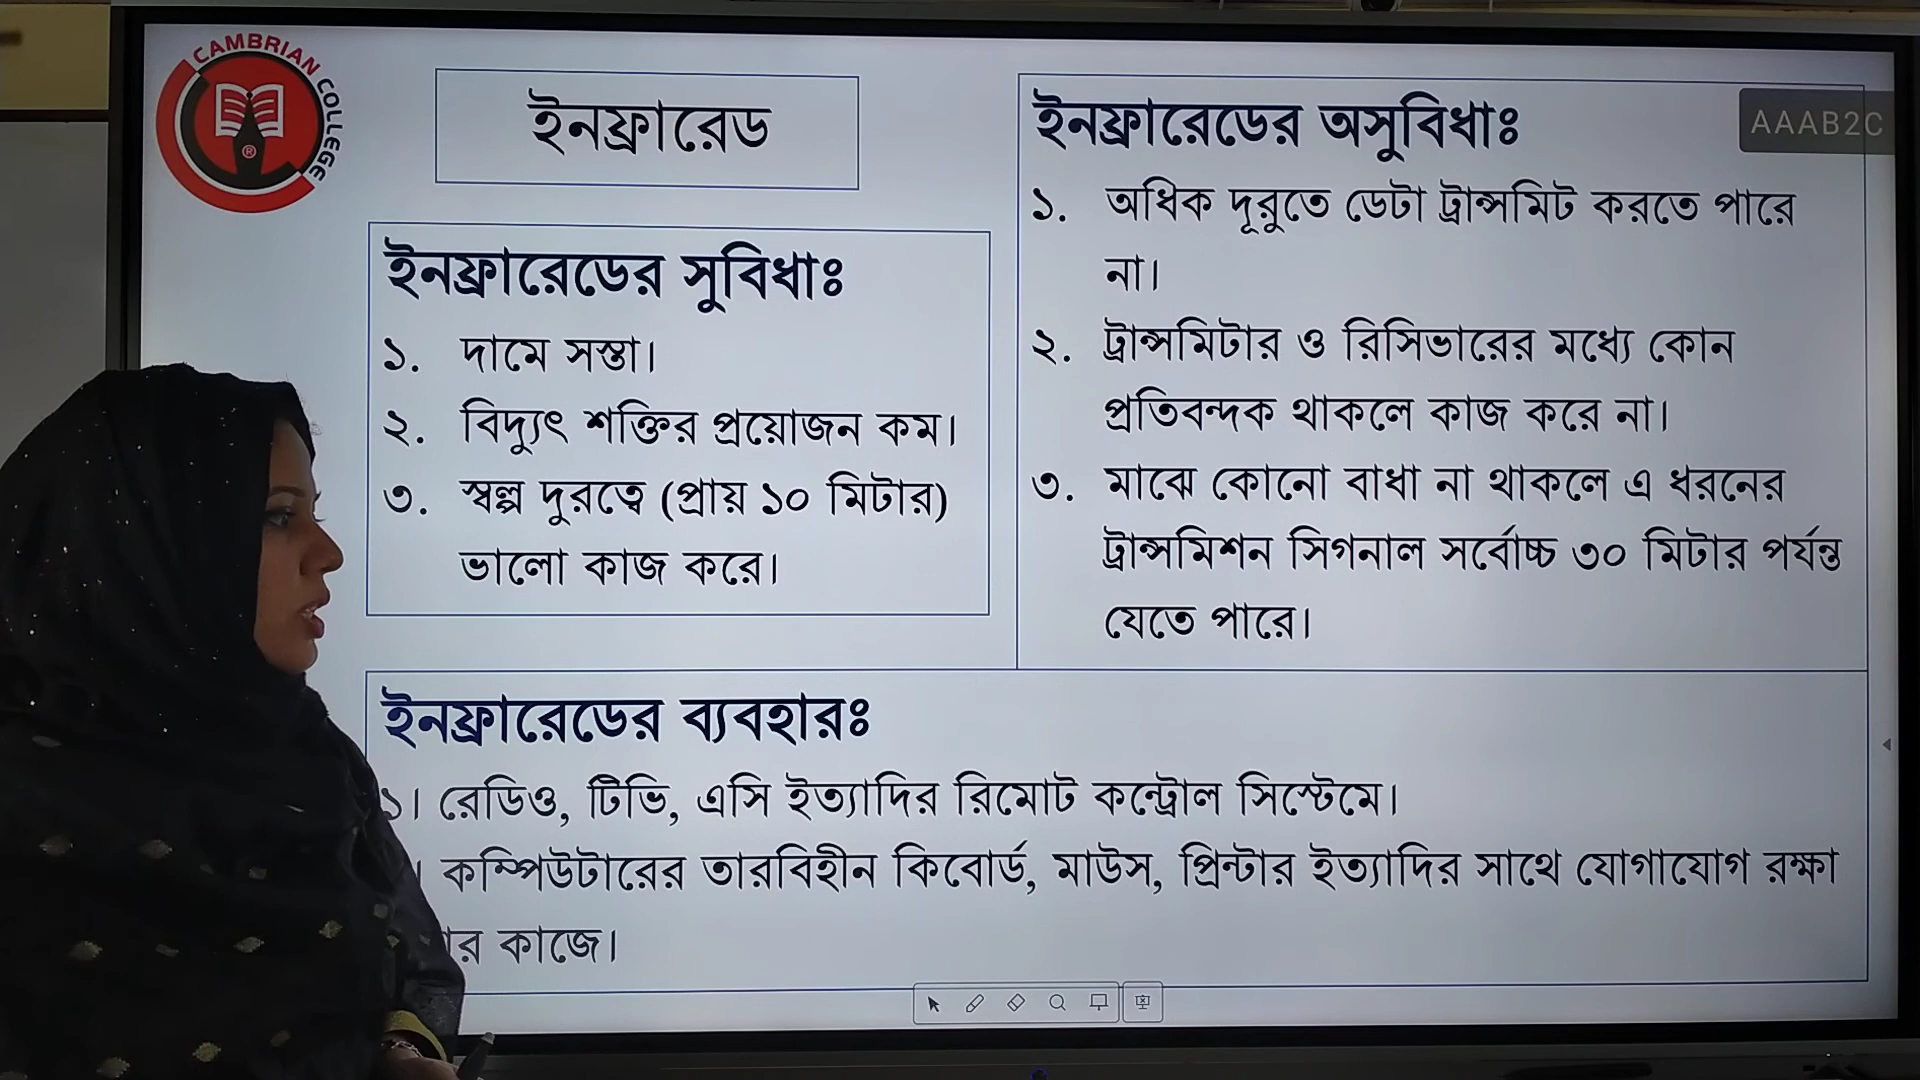 CAMBRIAN COLLEGE
®
ইনফ্রারেড
ইনফ্রারেডের সুবিধাঃ
১. দামে সস্তা।
২. বিদ্যুৎ শক্তির প্রয়োজন কম।
৩. স্বল্প দুরত্বে (প্রায় ১০ মিটার)
ভালো কাজ করে।
ইনফ্রারেডের অসুবিধাঃ
AAAB2C
১. অধিক দূরুতে ডেটা ট্রান্সমিট করতে পারে
না।
২. ট্রান্সমিটার ও রিসিভারের মধ্যে কোন
প্রতিবন্দক থাকলে কাজ করে না।
৩. মাঝে কোনো বাধা না থাকলে এ ধরনের
ট্রান্সমিশন সিগনাল সর্বোচ্চ ৩০ মিটার পর্যন্ত
যেতে পারে।
ইনফ্রারেডের ব্যবহারঃ
১। রেডিও, টিভি, এসি ইত্যাদির রিমোট কন্ট্রোল সিস্টেমে।
। কম্পিউটারের তারবিহীন কিবোর্ড, মাউস, প্রিন্টার ইত্যাদির সাথে যোগাযোগ রক্ষা
কাজে।